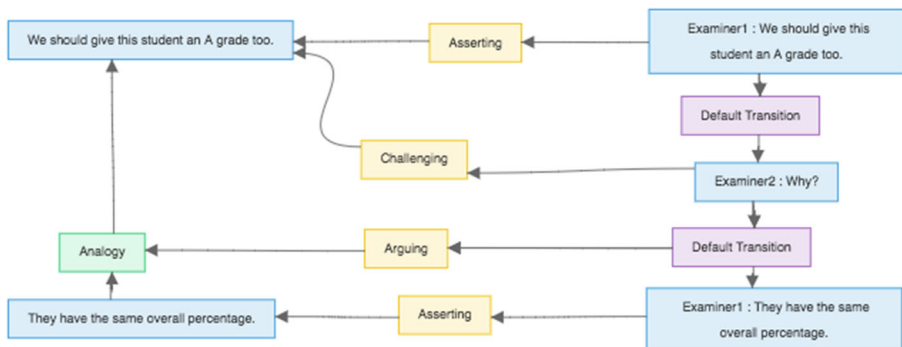 We should give this student an A grade too.
Asserting
Examiner1 : We should give this
student an A grade too.
Default Transition
Challenging
Examiner2 : Why?
Analogy
Arguing
Default Transition
They have the same overall percentage.
Asserting
Examiner1 : They have the same
overall percentage.